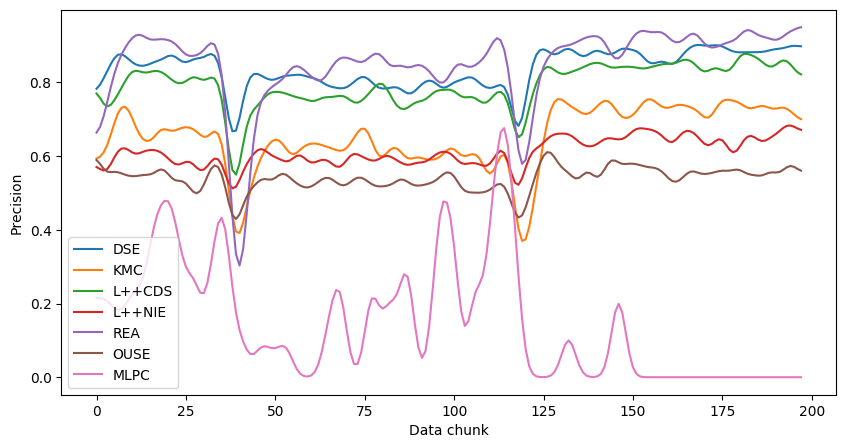 Precision
0.8
0.6
0.4
0.2
0.0
DSE
KMC
L++CDS
L++NIE
REA
OUSE
MLPC
0 25 50 75 100 125 150 175 200
Data chunk